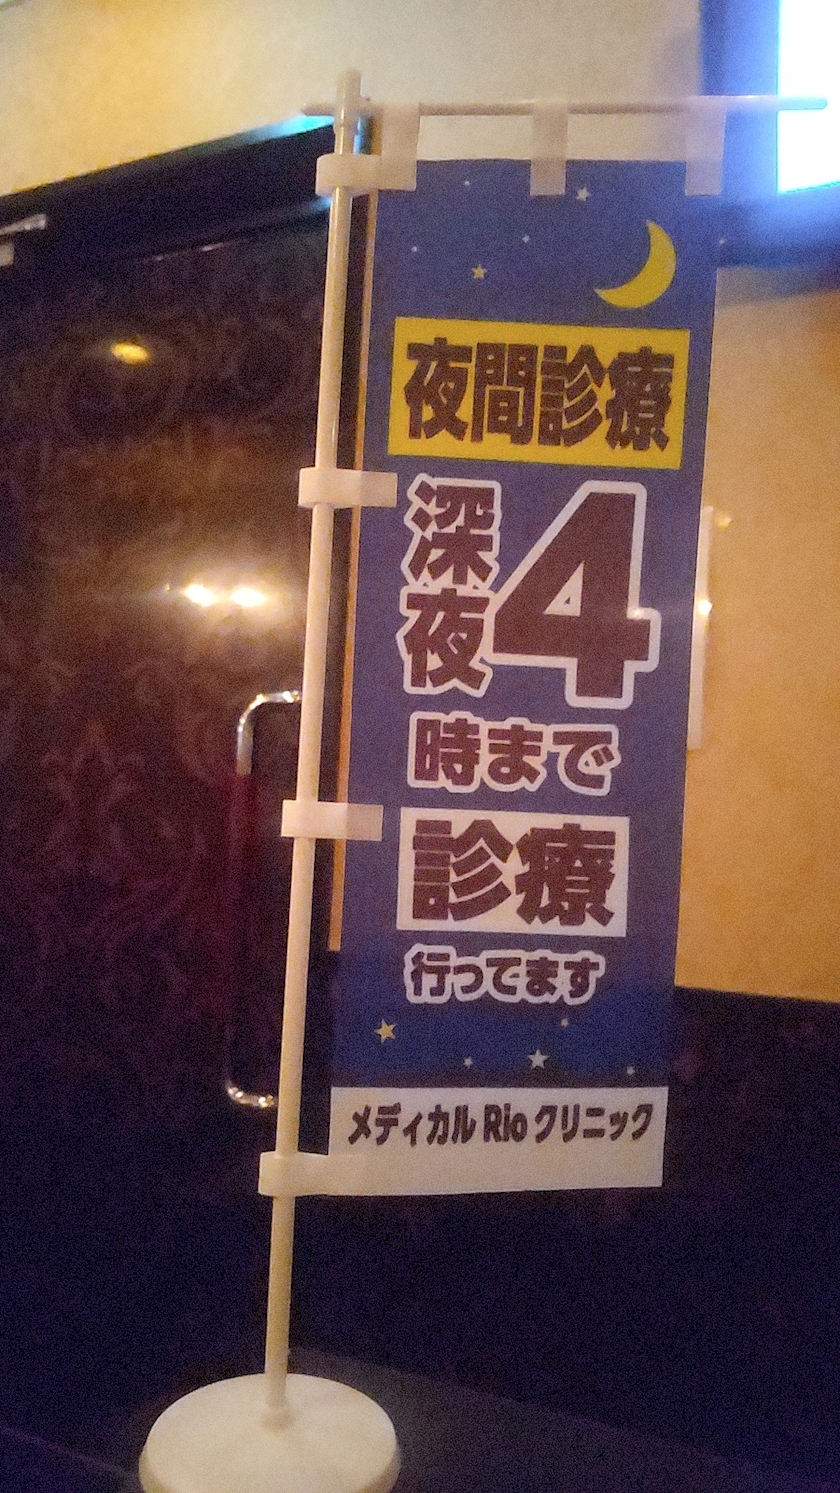 夜間診療
深夜4
時まで
診療
行ってます
メディカル Rio クリニック